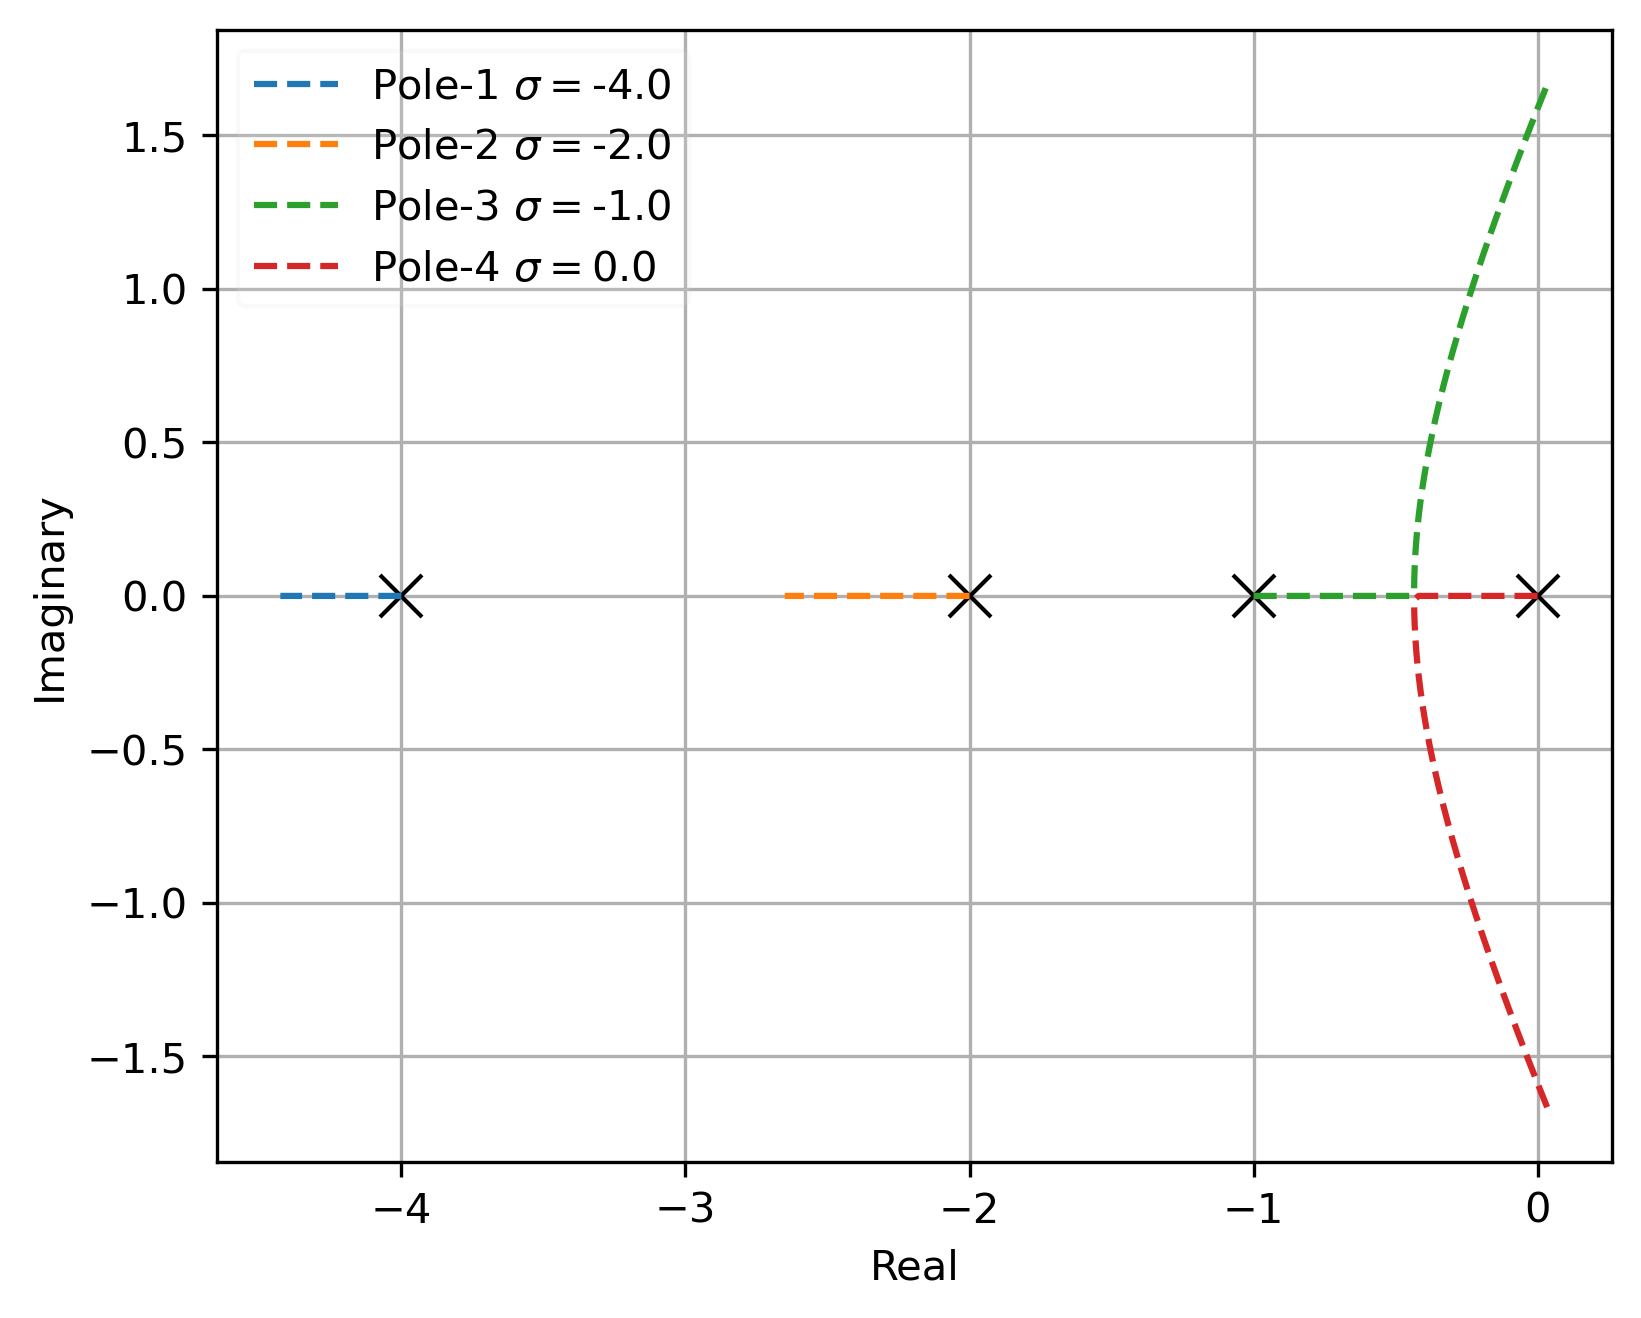 Pole-1 σ = -4.0
Pole-2 σ = -2.0
Pole-3 σ = -1.0
Pole-4 σ = 0.0
1.5
1.0
0.5
0.0
−0.5
−1.0
−1.5
Imaginary
−4 −3 −2 −1 0
Real